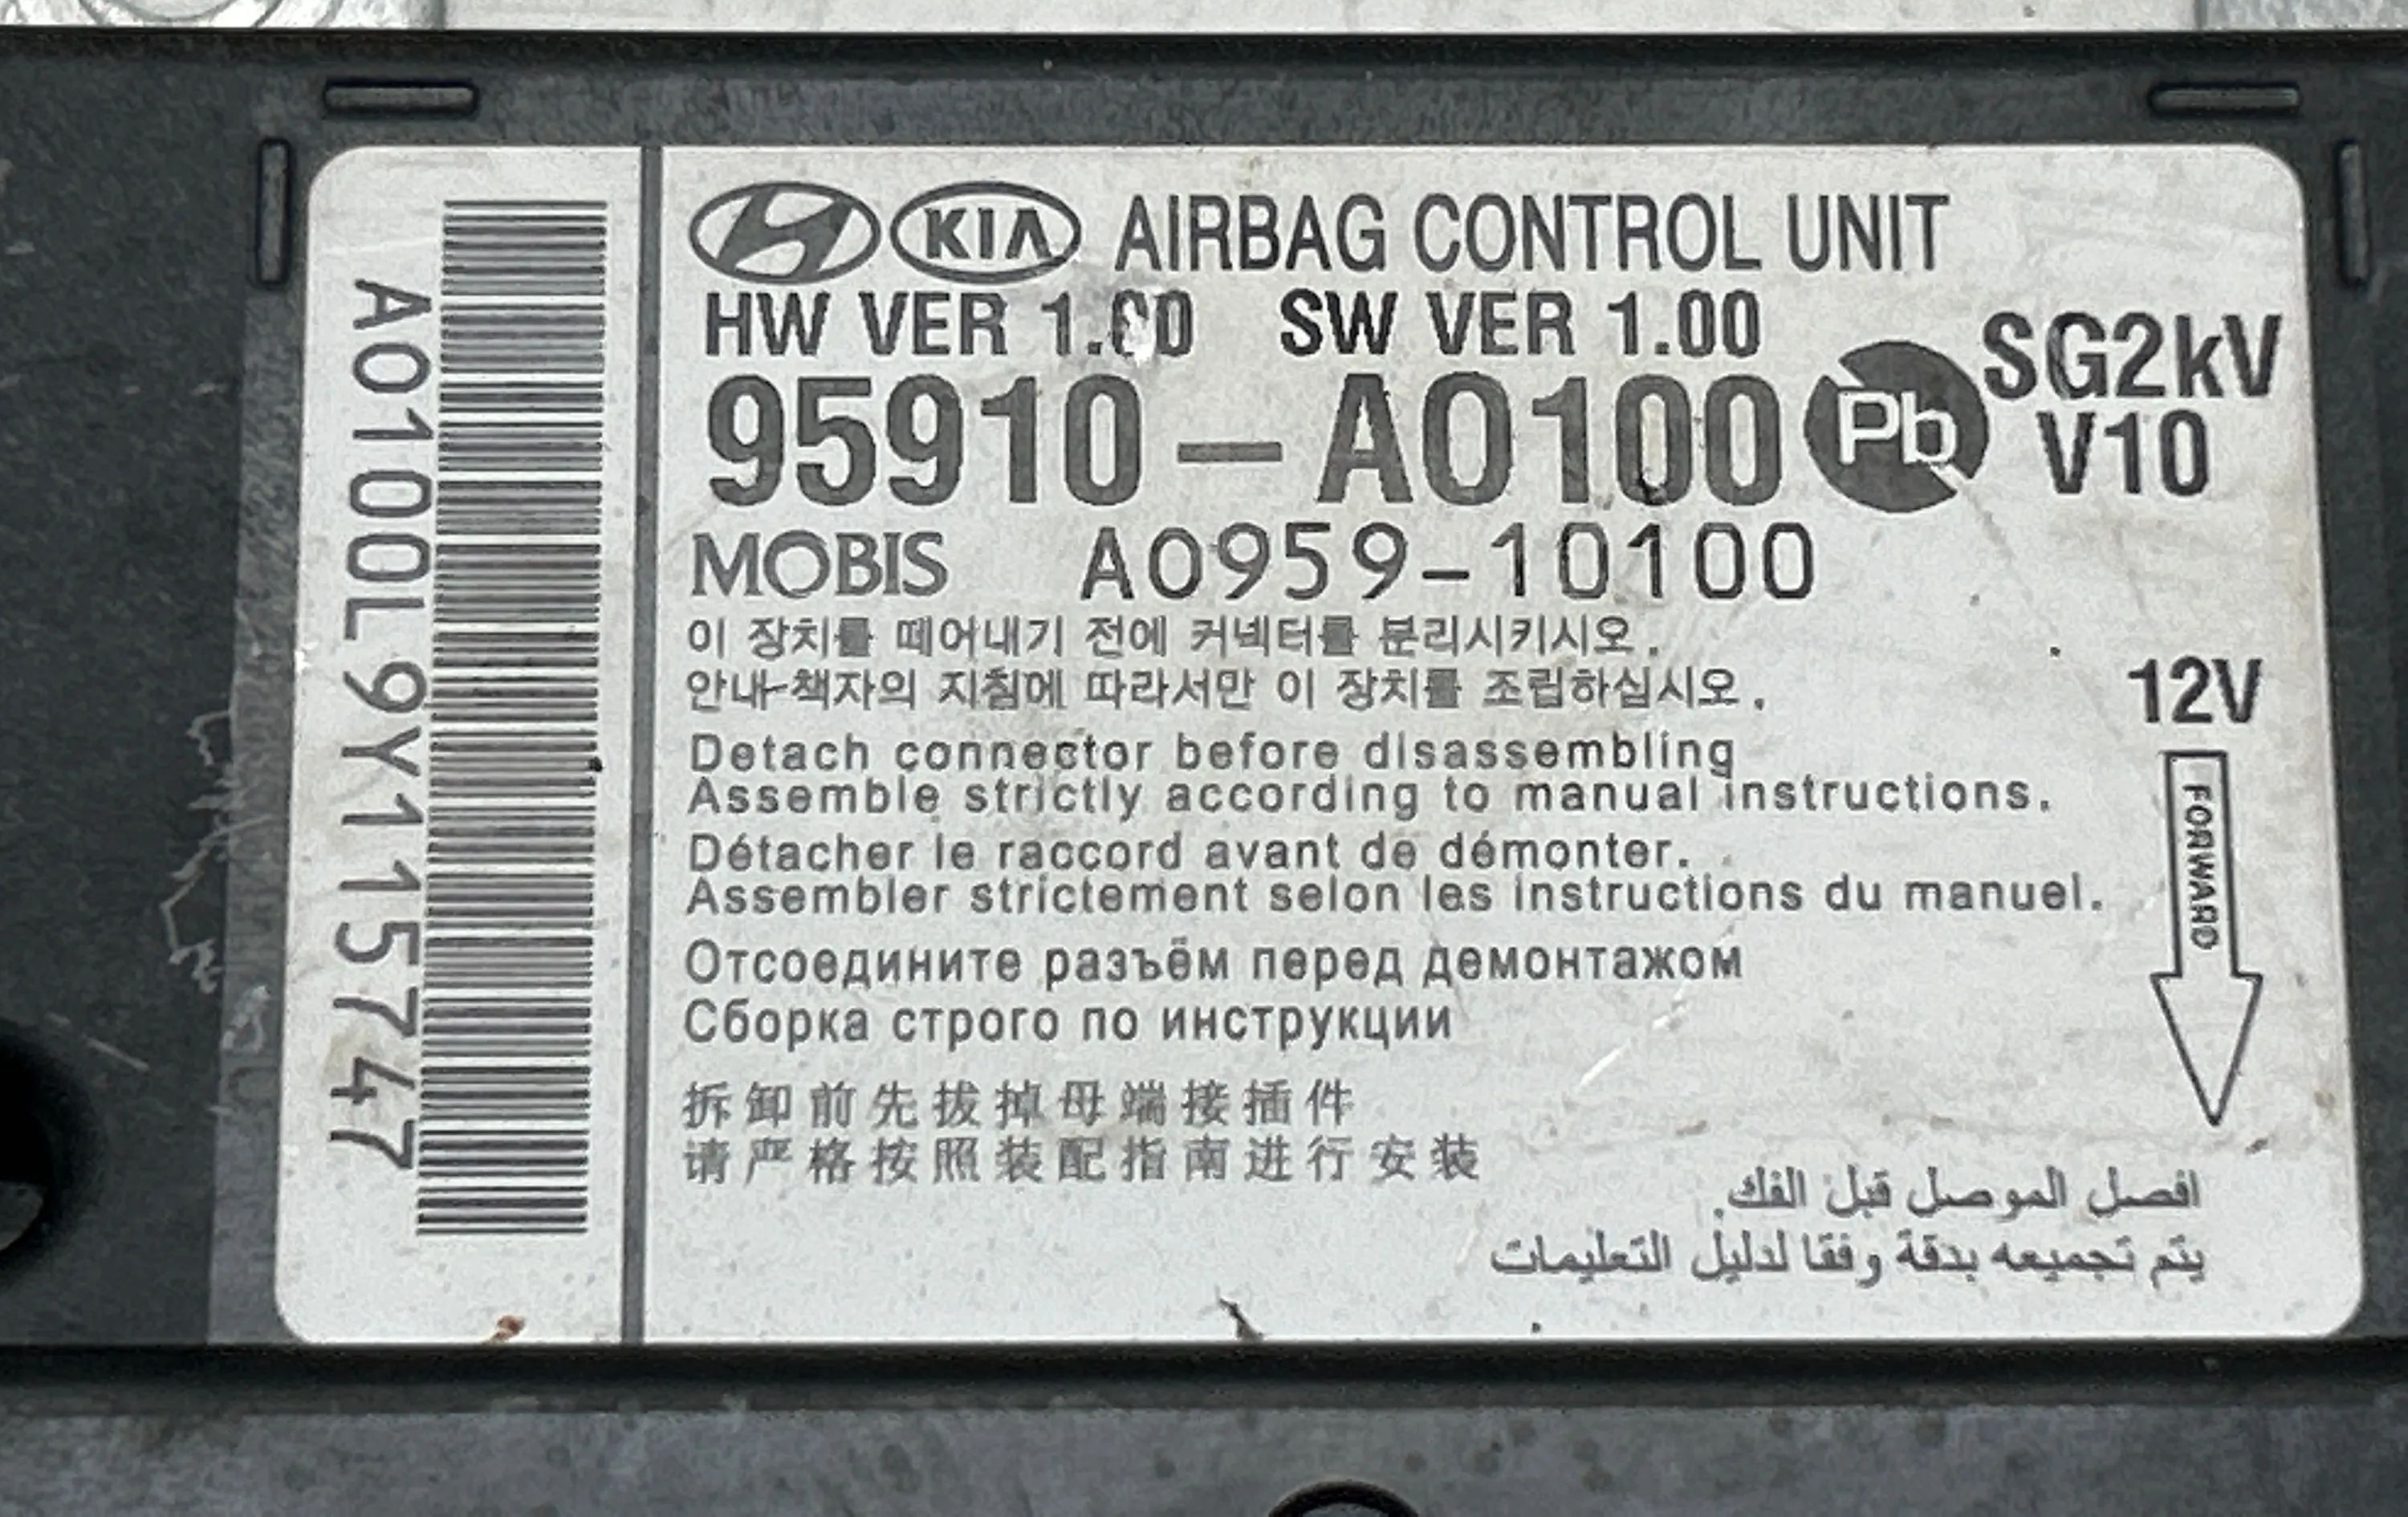 A0100L9Y115747
KIA AIRBAG CONTROL UNIT
HW VER 1.00 SW VER 1.00
95910-A0100
Pb
SG2kV
V10
MOBIS A0959-10100
이 장치를 떼어내기 전에 커넥터를 분리시키시오.
안내책자의 지침에 따라서만 이 장치를 조립하십시오.
12V
FORWARD
Detach connector before disassembling
Assemble strictly according to manual instructions.
Détacher le raccord avant de démonter.
Assembler strictement selon les instructions du manuel.
Отсоедините разъём перед демонтажом
Сборка строго по инструкции
拆卸前先拔掉母端接插件
请严格按照装配指南进行安装
افصل الموصل قبل الفك.
يتم تجميعه بدقة وفقا لدليل التعليمات